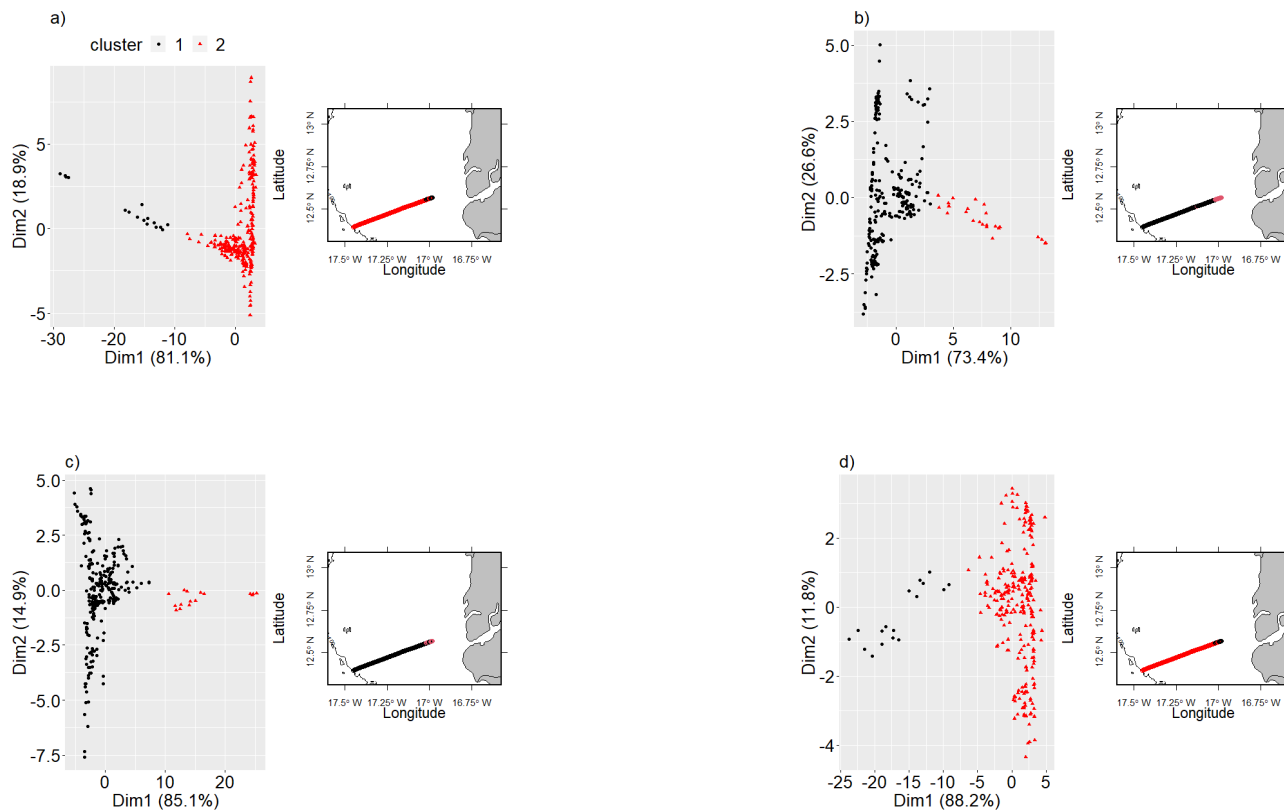 a)
cluster 1 2
Dim2 (18.9%)
5
0
-5
-30 -20 -10 0
Dim1 (81.1%)
Latitude
13° N
12.75° N
12.5° N
17.5° W 17.25° W 17° W 16.75° W
Longitude
b)
Dim2 (26.6%)
5.0
2.5
0.0
-2.5
0 5 10
Dim1 (73.4%)
Latitude
13° N
12.75° N
12.5° N
17.5° W 17.25° W 17° W 16.75° W
Longitude
c)
Dim2 (14.9%)
5.0
2.5
0.0
-2.5
-5.0
-7.5
0 10 20
Dim1 (85.1%)
Latitude
13° N
12.75° N
12.5° N
17.5° W 17.25° W 17° W 16.75° W
Longitude
d)
Dim2 (11.8%)
2
0
-2
-4
-25 -20 -15 -10 -5 0 5
Dim1 (88.2%)
Latitude
13° N
12.75° N
12.5° N
17.5° W 17.25° W 17° W 16.75° W
Longitude